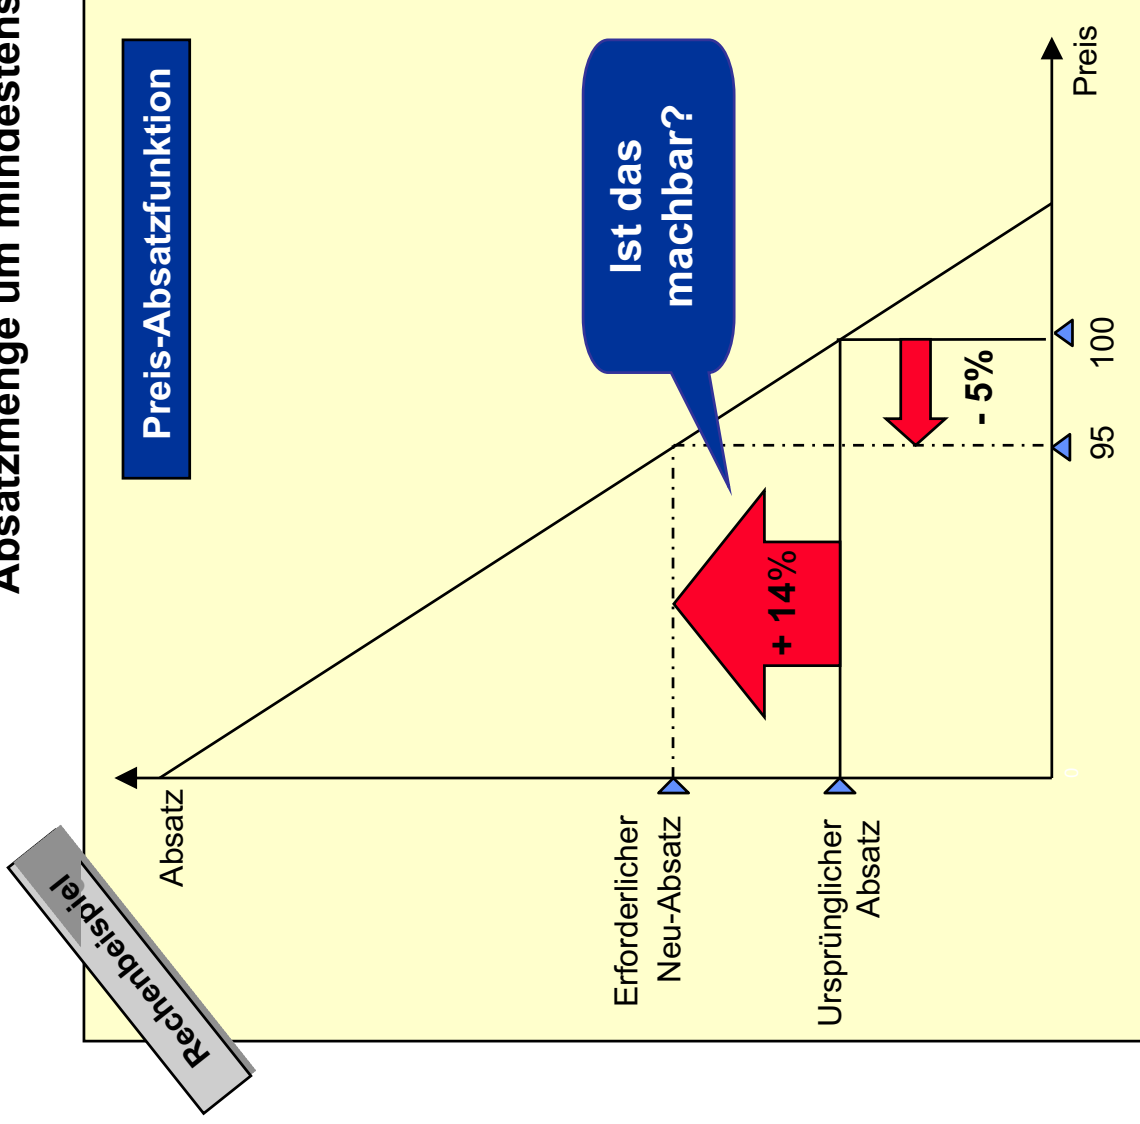 Absatzmenge um mindestens
Rechenbeispiel
Preis-Absatzfunktion
Absatz
Erforderlicher
Neu-Absatz
Ist das
machbar?
+ 14%
Ursprünglicher
Absatz
- 5%
95
100
Preis